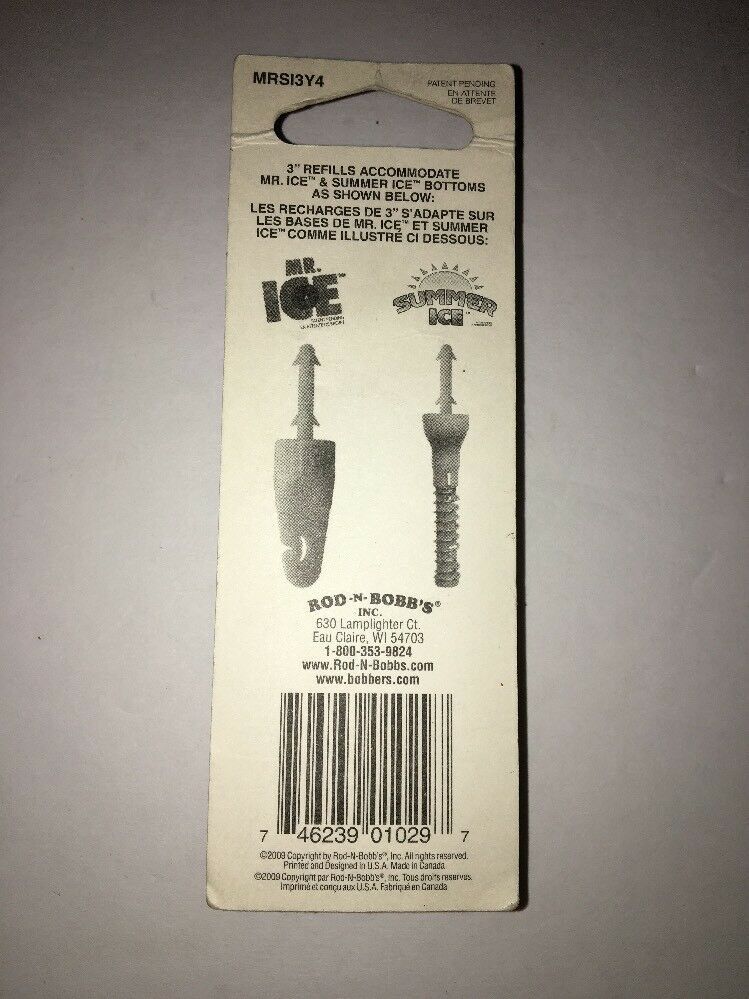 MRSI3Y4
PATENT PENDING
EN ATTENTE
DE BREVET
3" REFILLS ACCOMMODATE
MR. ICE™ & SUMMER ICE™ BOTTOMS
AS SHOWN BELOW:
LES RECHARGES DE 3" S'ADAPTE SUR
LES BASES DE MR. ICE™ ET SUMMER
ICE™ COMME ILLUSTRÉ CI DESSOUS:
MR.
ICE™
SUMMER
ICE™
ROD-N-BOBB'S®
INC.
630 Lamplighter Ct.
Eau Claire, WI 54703
1-800-353-9824
www.Rod-N-Bobbs.com
www.bobbers.com
7 46239 01029 7
©2009 Copyright by Rod-N-Bobb's®, Inc. All rights reserved.
Printed and Designed in U.S.A. Made in Canada
©2009 Copyright par Rod-N-Bobb's®, Inc. Tous droits reserves.
Imprimé et conçu aux U.S.A. Fabriqué en Canada